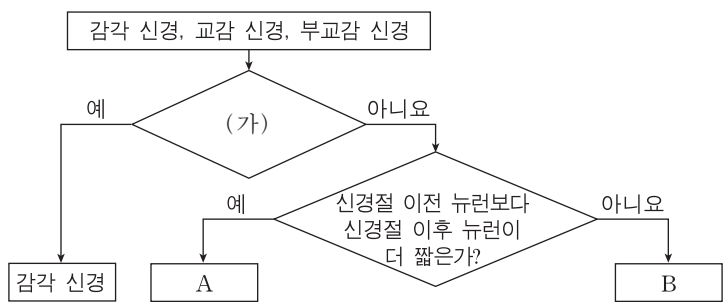 감각 신경, 교감 신경, 부교감 신경
예
(가)
아니요
예
신경절 이전 뉴런보다
신경절 이후 뉴런이
더 짧은가?
아니요
감각 신경
A
B